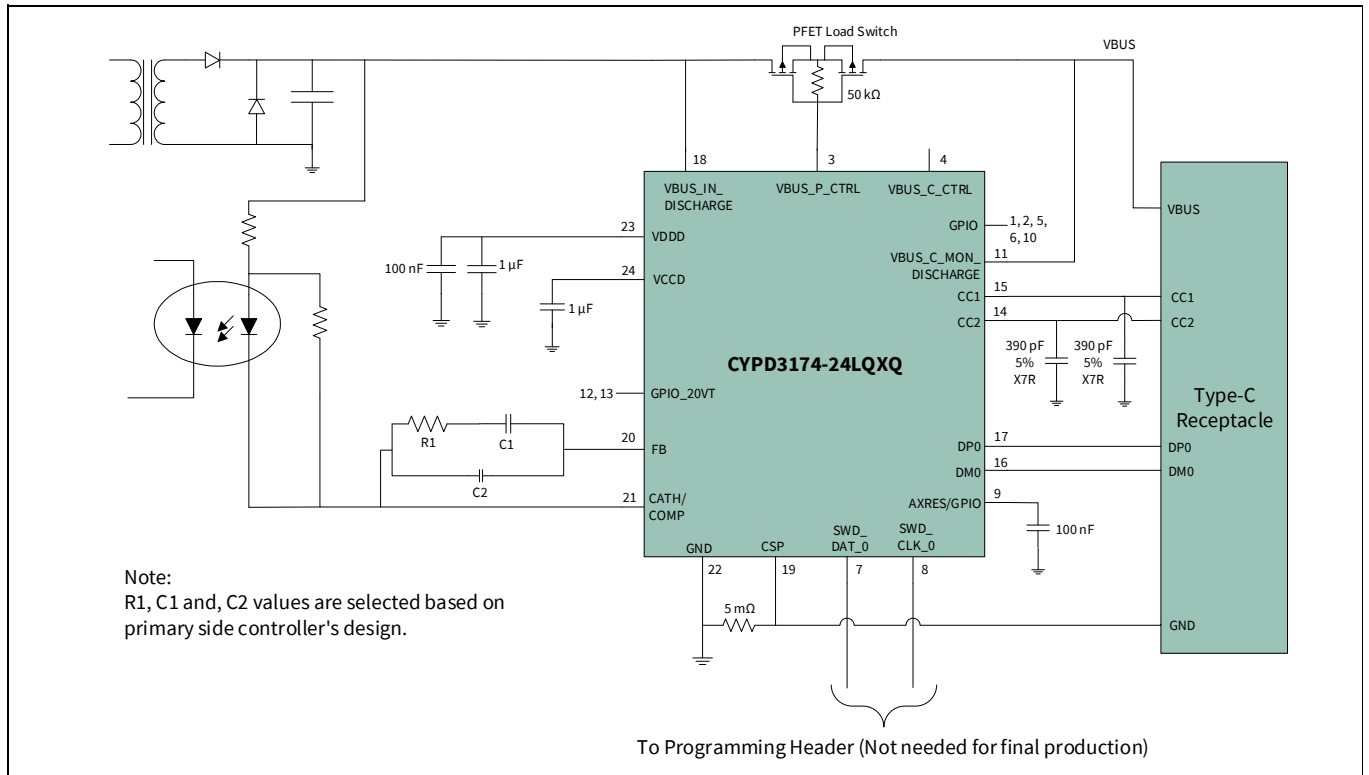 PFET Load Switch
VBUS
50 kΩ
18
3
4
VBUS_IN_
DISCHARGE
VBUS_P_CTRL
VBUS_C_CTRL
VBUS
23
VDDD
GPIO
1, 2, 5,
6, 10
100 nF
1 µF
24
VCCD
VBUS_C_MON_
DISCHARGE
11
1 µF
CC1
15
CC1
CC2
14
CC2
390 pF
5%
X7R
390 pF
5%
X7R
CYPD3174-24LQXQ
Type-C
Receptacle
12, 13
GPIO_20VT
R1
C1
C2
20
FB
DP0
17
DP0
DM0
16
DM0
21
CATH/
COMP
AXRES/GPIO
9
100 nF
GND
CSP
SWD_
DAT_0
SWD_
CLK_0
22
19
7
8
5 mΩ
GND
Note:
R1, C1 and, C2 values are selected based on
primary side controller's design.
To Programming Header (Not needed for final production)